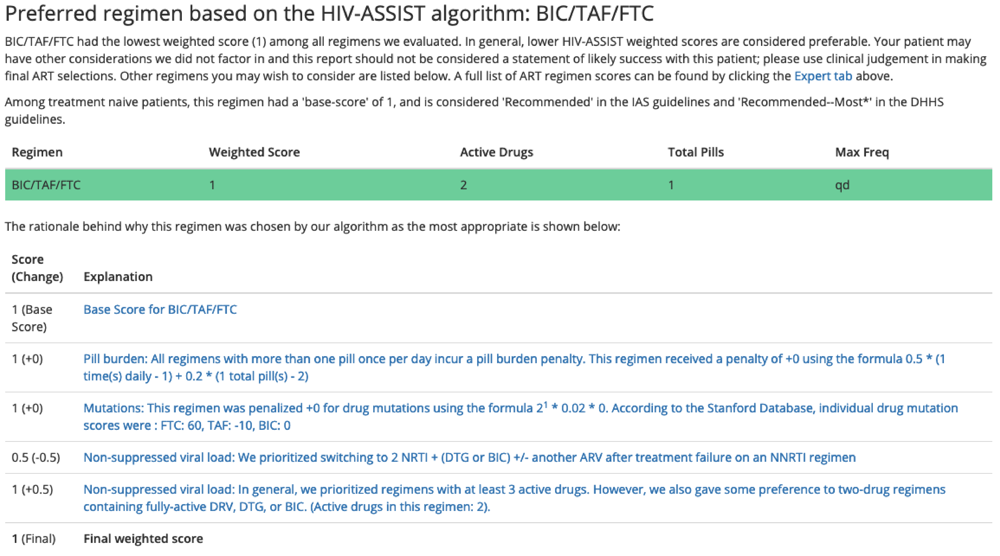 Preferred regimen based on the HIV-ASSIST algorithm: BIC/TAF/FTC
BIC/TAF/FTC had the lowest weighted score (1) among all regimens we evaluated. In general, lower HIV-ASSIST weighted scores are considered preferable. Your patient may
have other considerations we did not factor in and this report should not be considered a statement of likely success with this patient; please use clinical judgement in making
final ART selections. Other regimens you may wish to consider are listed below. A full list of ART regimen scores can be found by clicking the Expert tab above.
Among treatment naive patients, this regimen had a 'base-score' of 1, and is considered 'Recommended' in the IAS guidelines and 'Recommended--Most*' in the DHHS
guidelines.
Regimen Weighted Score Active Drugs Total Pills Max Freq
BIC/TAF/FTC 1 2 1 qd
The rationale behind why this regimen was chosen by our algorithm as the most appropriate is shown below:
Score
(Change) Explanation
1 (Base Base Score for BIC/TAF/FTC
Score)
1 (+0) Pill burden: All regimens with more than one pill once per day incur a pill burden penalty. This regimen received a penalty of +0 using the formula 0.5 * (1
time(s) daily - 1) + 0.2 * (1 total pill(s) - 2)
1 (+0) Mutations: This regimen was penalized +0 for drug mutations using the formula 2¹ * 0.02 * 0. According to the Stanford Database, individual drug mutation
scores were : FTC: 60, TAF: -10, BIC: 0
0.5 (-0.5) Non-suppressed viral load: We prioritized switching to 2 NRTI + (DTG or BIC) +/- another ARV after treatment failure on an NNRTI regimen
1 (+0.5) Non-suppressed viral load: In general, we prioritized regimens with at least 3 active drugs. However, we also gave some preference to two-drug regimens
containing fully-active DRV, DTG, or BIC. (Active drugs in this regimen: 2).
1 (Final) Final weighted score